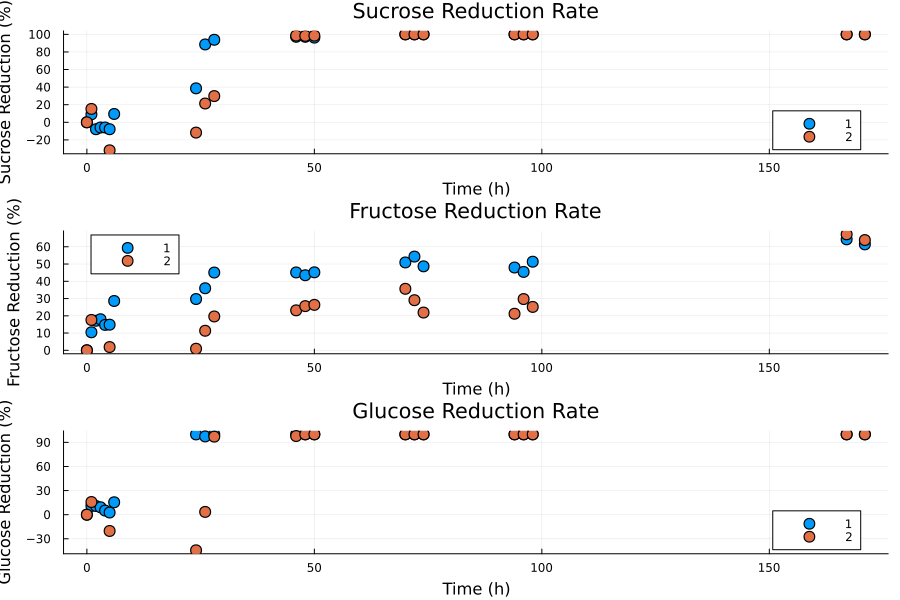 Sucrose Reduction Rate
Sucrose Reduction (%)
100
80
60
40
20
0
−20
1
2
0 50 100 150
Time (h)
Fructose Reduction Rate
Fructose Reduction (%)
60
50
40
30
20
10
0
1
2
0 50 100 150
Time (h)
Glucose Reduction Rate
Glucose Reduction (%)
90
60
30
0
−30
1
2
0 50 100 150
Time (h)